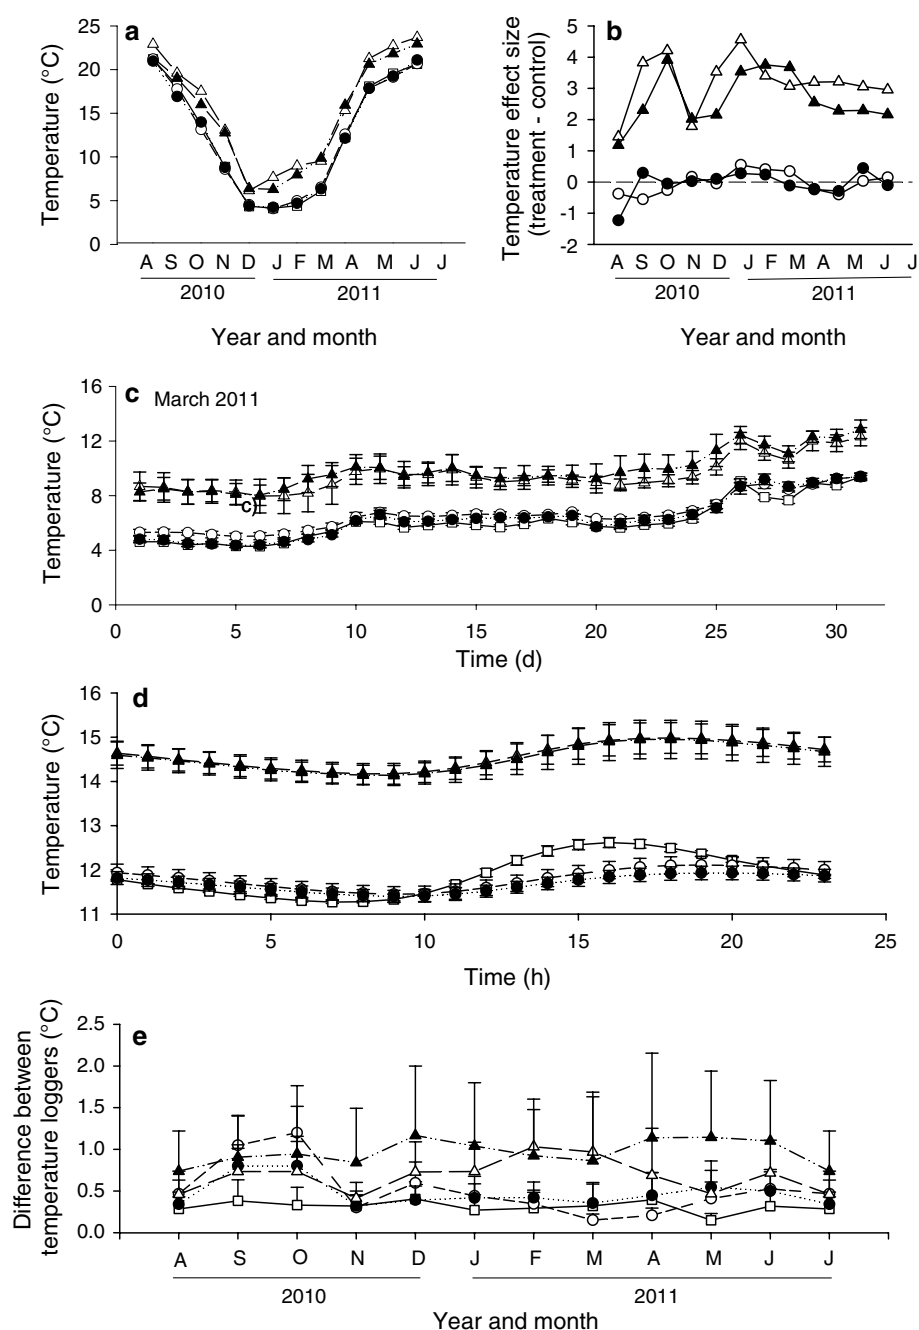 a
Temperature (°C)
25
20
15
10
5
0
A S O N D J F M A M J J
2010 2011
Year and month
b
Temperature effect size
(treatment - control)
5
4
3
2
1
0
-1
-2
A S O N D J F M A M J J
2010 2011
Year and month
c March 2011
Temperature (°C)
16
12
8
4
0
c)
0 5 10 15 20 25 30
Time (d)
d
Temperature (°C)
16
15
14
13
12
11
0 5 10 15 20 25
Time (h)
e
Difference between
temperature loggers (°C)
2.5
2.0
1.5
1.0
0.5
0.0
A S O N D J F M A M J J
2010 2011
Year and month